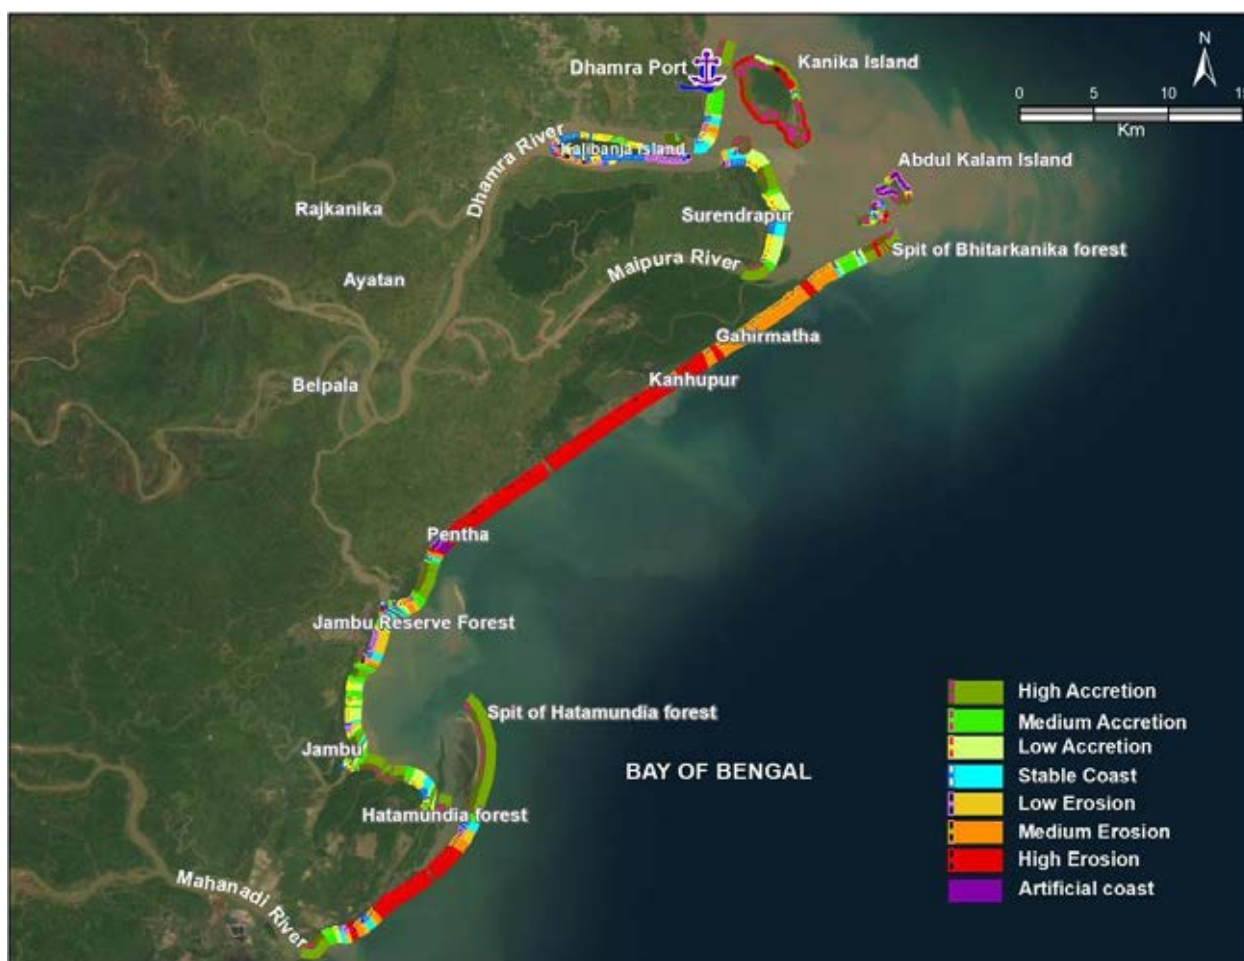 Dhamra Port
Kanika Island
N
0 5 10 15
Km
Dhamra River
Kalibanja Island
Abdul Kalam Island
Rajkanika
Surendrapur
Spit of Bhitarkanika forest
Maipura River
Ayatan
Gahirmatha
Belpala
Kanhupur
Pentha
Jambu Reserve Forest
Spit of Hatamundia forest
Jambu
BAY OF BENGAL
Hatamundia forest
Mahanadi River
High Accretion
Medium Accretion
Low Accretion
Stable Coast
Low Erosion
Medium Erosion
High Erosion
Artificial coast